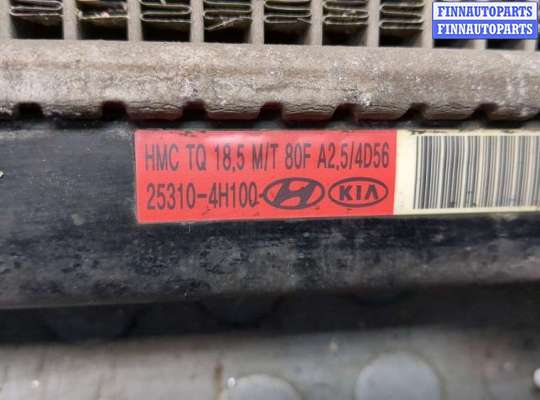 FINNAUTOPARTS
FINNAUTOPARTS
HMC TQ 18,5 M/T 80F A2,5/4D56
25310-4H100 KIA